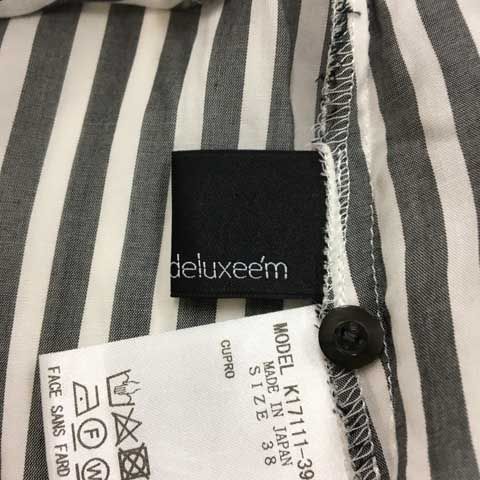 deluxee'm
MODEL K17111-39
MADE IN JAPAN
SIZE 38
CUPRO
F
W
FACE SANS FARD